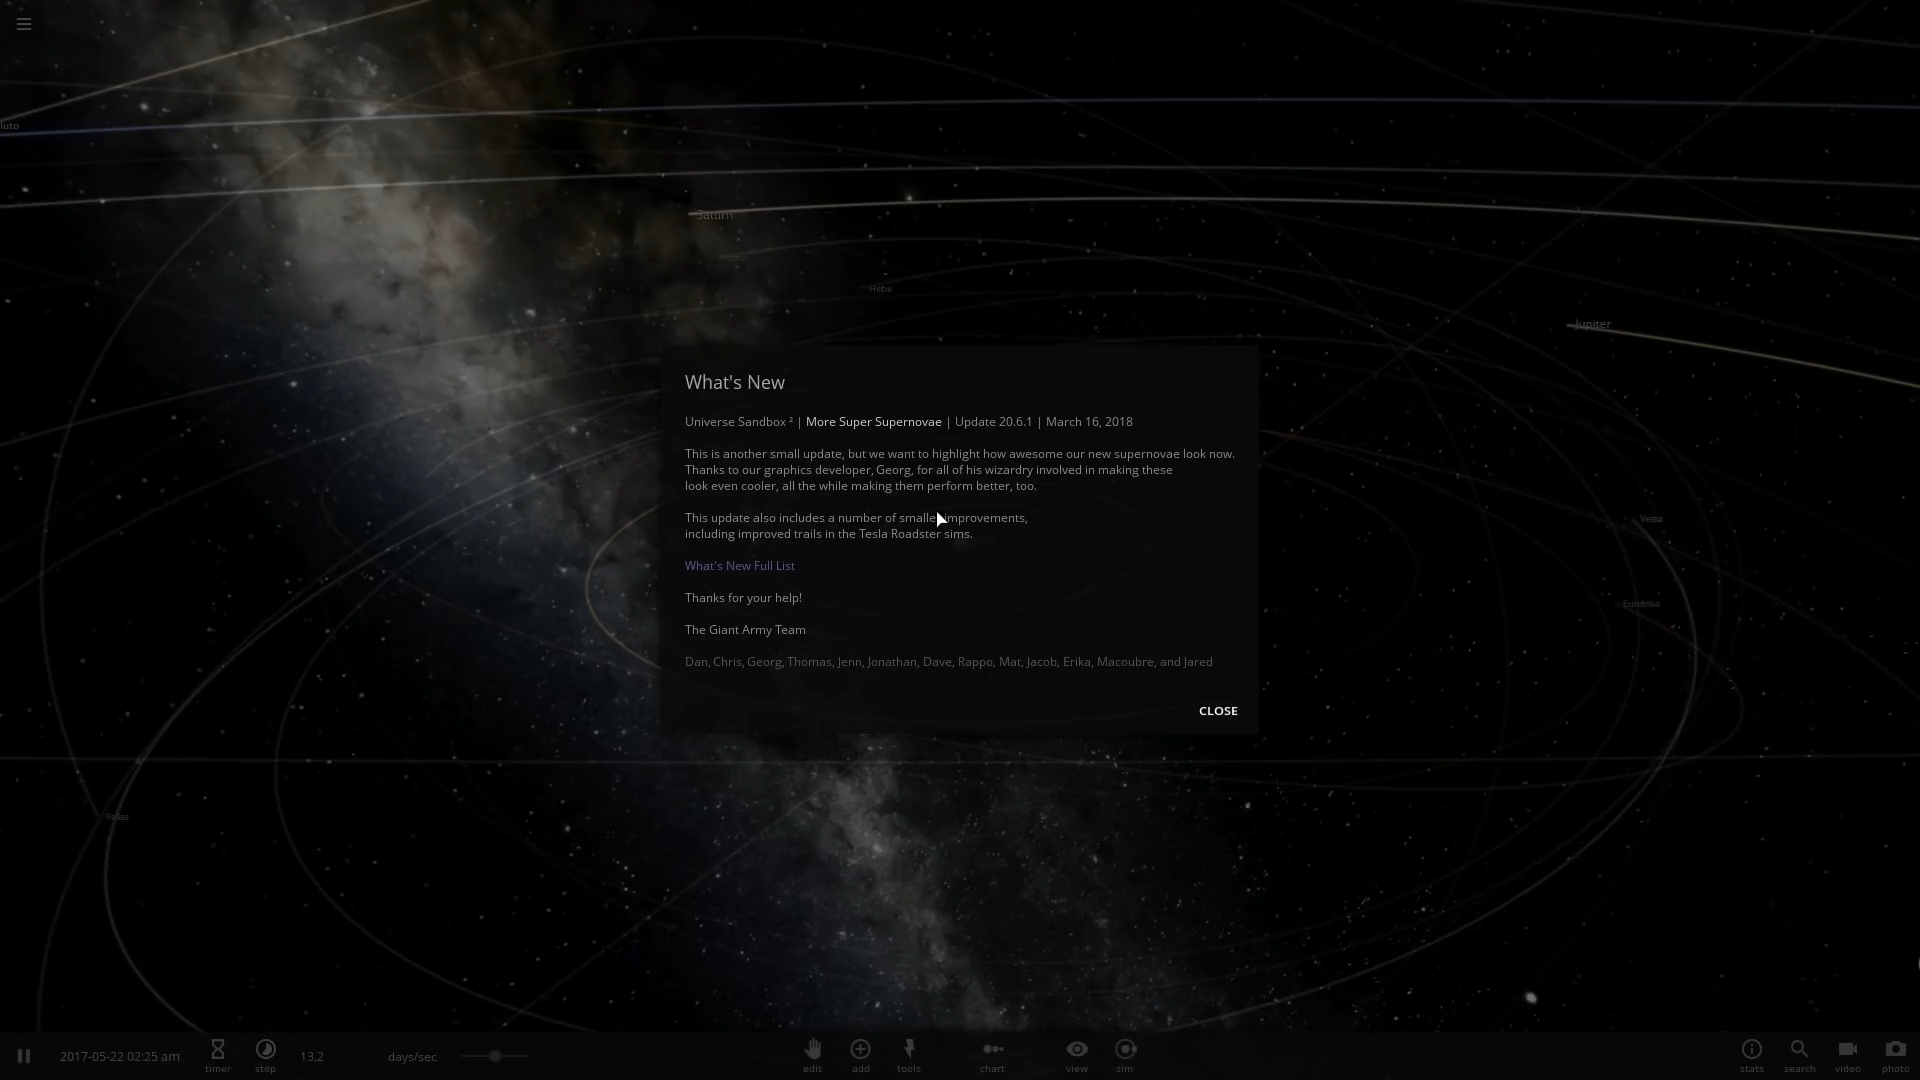 luto
Saturn
Hebe
Jupiter
What's New
Universe Sandbox ² | More Super Supernovae | Update 20.6.1 | March 16, 2018
This is another small update, but we want to highlight how awesome our new supernovae look now.
Thanks to our graphics developer, Georg, for all of his wizardry involved in making these
look even cooler, all the while making them perform better, too.
This update also includes a number of smaller improvements,
including improved trails in the Tesla Roadster sims.
What's New Full List
Thanks for your help!
The Giant Army Team
Dan, Chris, Georg, Thomas, Jenn, Jonathan, Dave, Rappo, Mat, Jacob, Erika, Macoubre, and Jared
CLOSE
Vesta
Eunomia
Pallas
2017-05-22 02:25 am
timer
step
13.2
days/sec
edit
add
tools
chart
view
sim
stats
search
video
photo